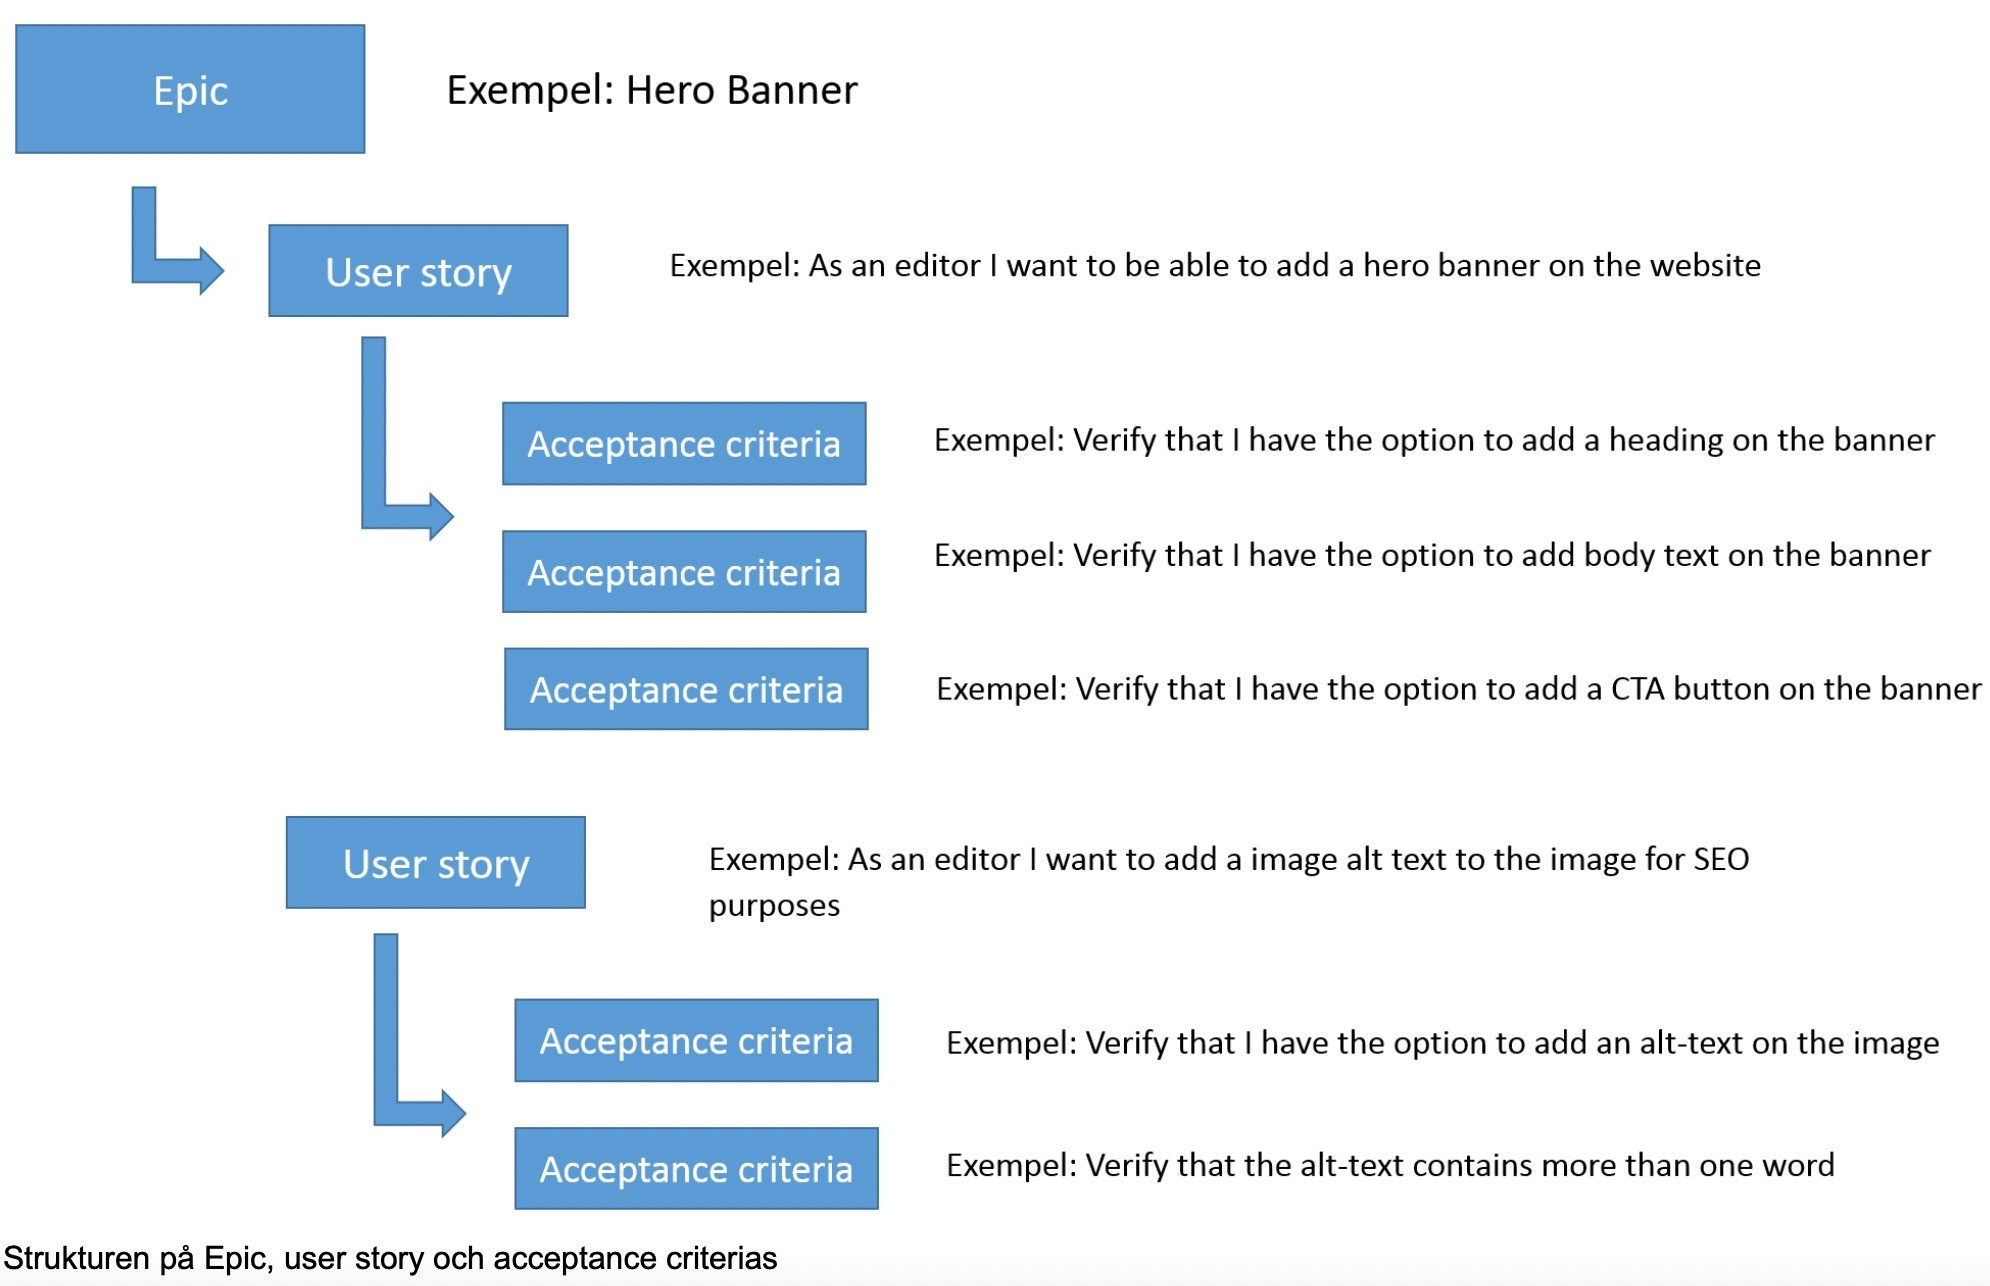 Epic
Exempel: Hero Banner
User story
Exempel: As an editor I want to be able to add a hero banner on the website
Acceptance criteria
Exempel: Verify that I have the option to add a heading on the banner
Acceptance criteria
Exempel: Verify that I have the option to add body text on the banner
Acceptance criteria
Exempel: Verify that I have the option to add a CTA button on the banner
User story
Exempel: As an editor I want to add a image alt text to the image for SEO
purposes
Acceptance criteria
Exempel: Verify that I have the option to add an alt-text on the image
Acceptance criteria
Exempel: Verify that the alt-text contains more than one word
Strukturen på Epic, user story och acceptance criterias